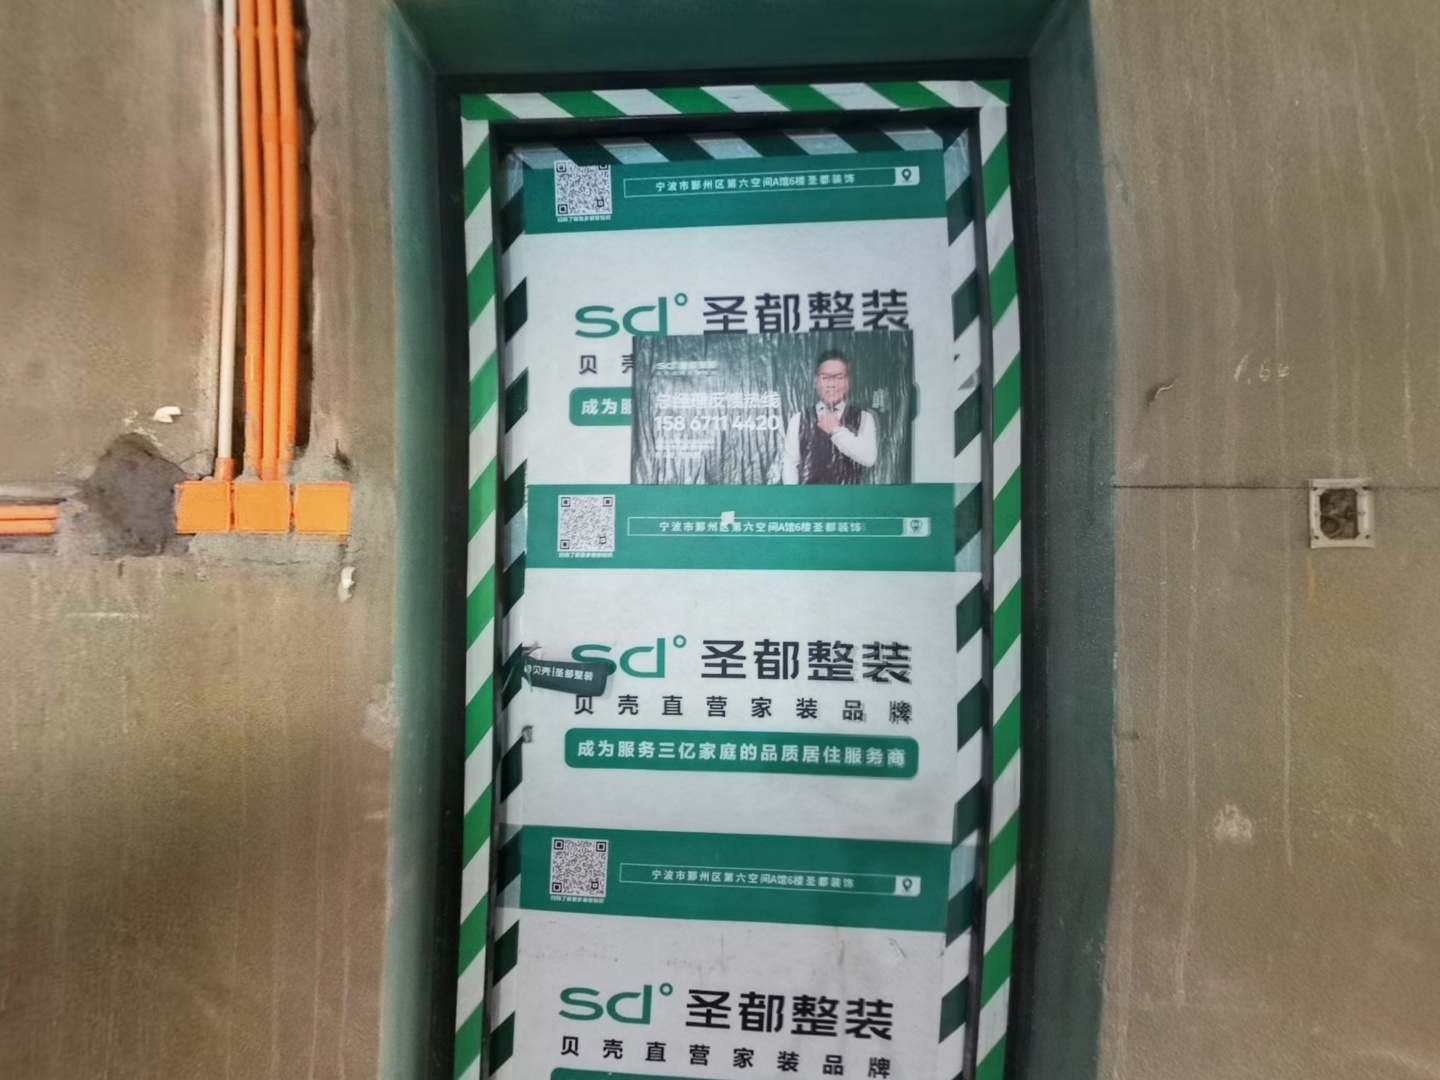 宁波市鄞州区第六空间A馆6楼圣都装饰
sd°圣都整装
贝壳
成为服
总经理反馈热线
158 6711 4420
宁波市鄞州区第六空间A馆6楼圣都装饰
sd°圣都整装
贝壳|圣都整装
贝壳直营家装品牌
成为服务三亿家庭的品质居住服务商
宁波市鄞州区第六空间A馆6楼圣都装饰
sd°圣都整装
贝壳直营家装品牌